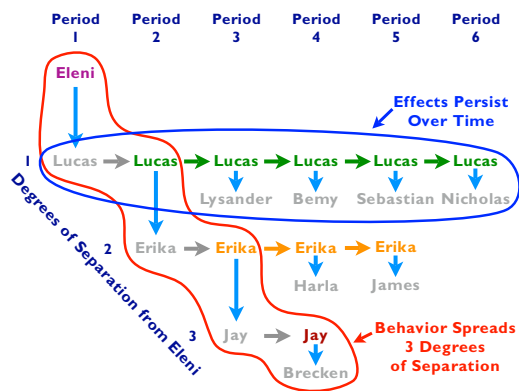 Period Period Period Period Period Period
1 2 3 4 5 6
Eleni
Effects Persist
Over Time
1 Lucas Lucas Lucas Lucas Lucas Lucas
Lysander Bemy Sebastian Nicholas
Degrees of Separation from Eleni
2 Erika Erika Erika Erika
Harla James
3 Jay Jay
Brecken
Behavior Spreads
3 Degrees
of Separation